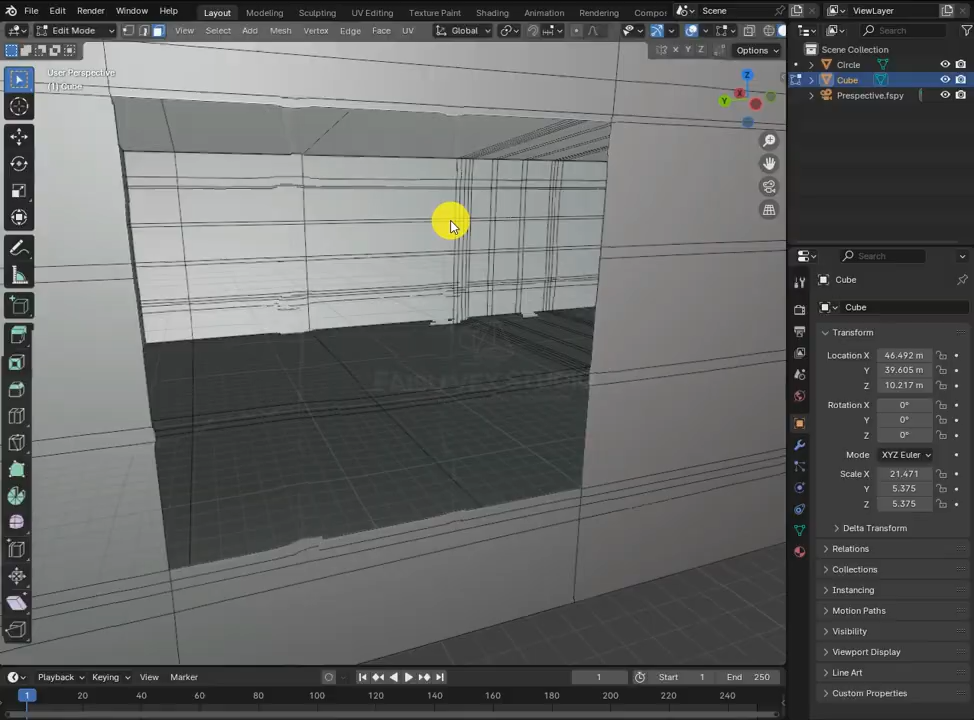 File Edit Render Window Help Layout Modeling Sculpting UV Editing Texture Paint Shading Animation Rendering Compo Scene ViewLayer
Edit Mode View Select Add Mesh Vertex Edge Face UV Global Search
X Y Z Options
User Perspective
(1) Cube
Z
Y X
Scene Collection
Circle
Cube
Prespective.fspy
Search
Cube
Cube
Transform
Location X 46.492 m
Y 39.605 m
Z 10.217 m
Rotation X 0°
Y 0°
Z 0°
Mode XYZ Euler
Scale X 21.471
Y 5.375
Z 5.375
Delta Transform
Relations
Collections
Instancing
Motion Paths
Visibility
Viewport Display
Line Art
Custom Properties
Playback Keying View Marker 1 Start 1 End 250
1 20 40 60 80 100 120 140 160 180 200 220 240